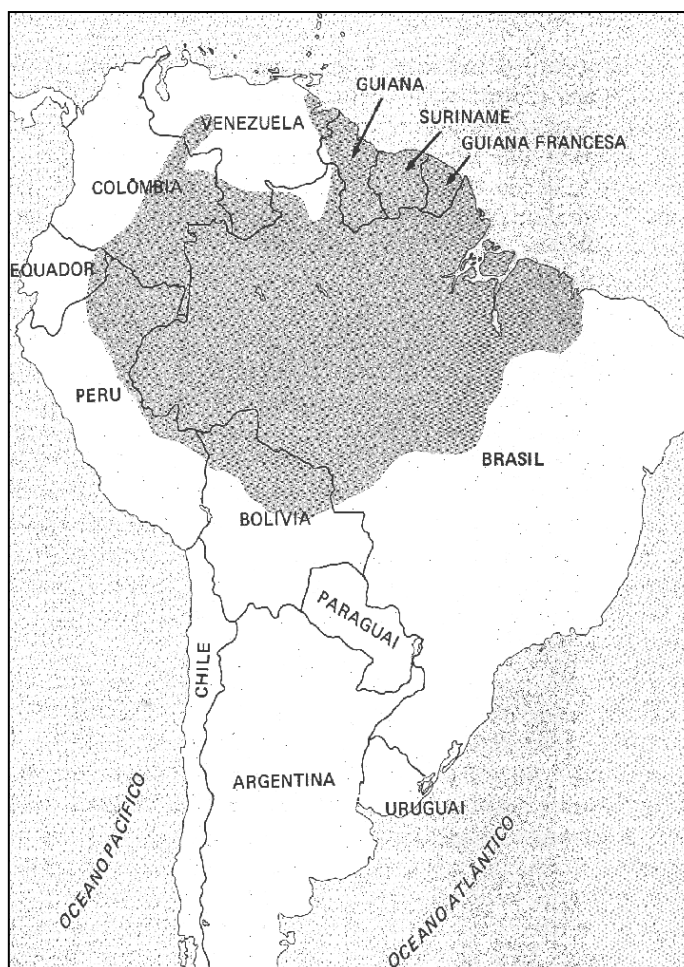 GUIANA
SURINAME
GUIANA FRANCESA
VENEZUELA
COLÔMBIA
EQUADOR
PERU
BRASIL
BOLÍVIA
PARAGUAI
CHILE
ARGENTINA
URUGUAI
OCEANO PACÍFICO
OCEANO ATLÂNTICO